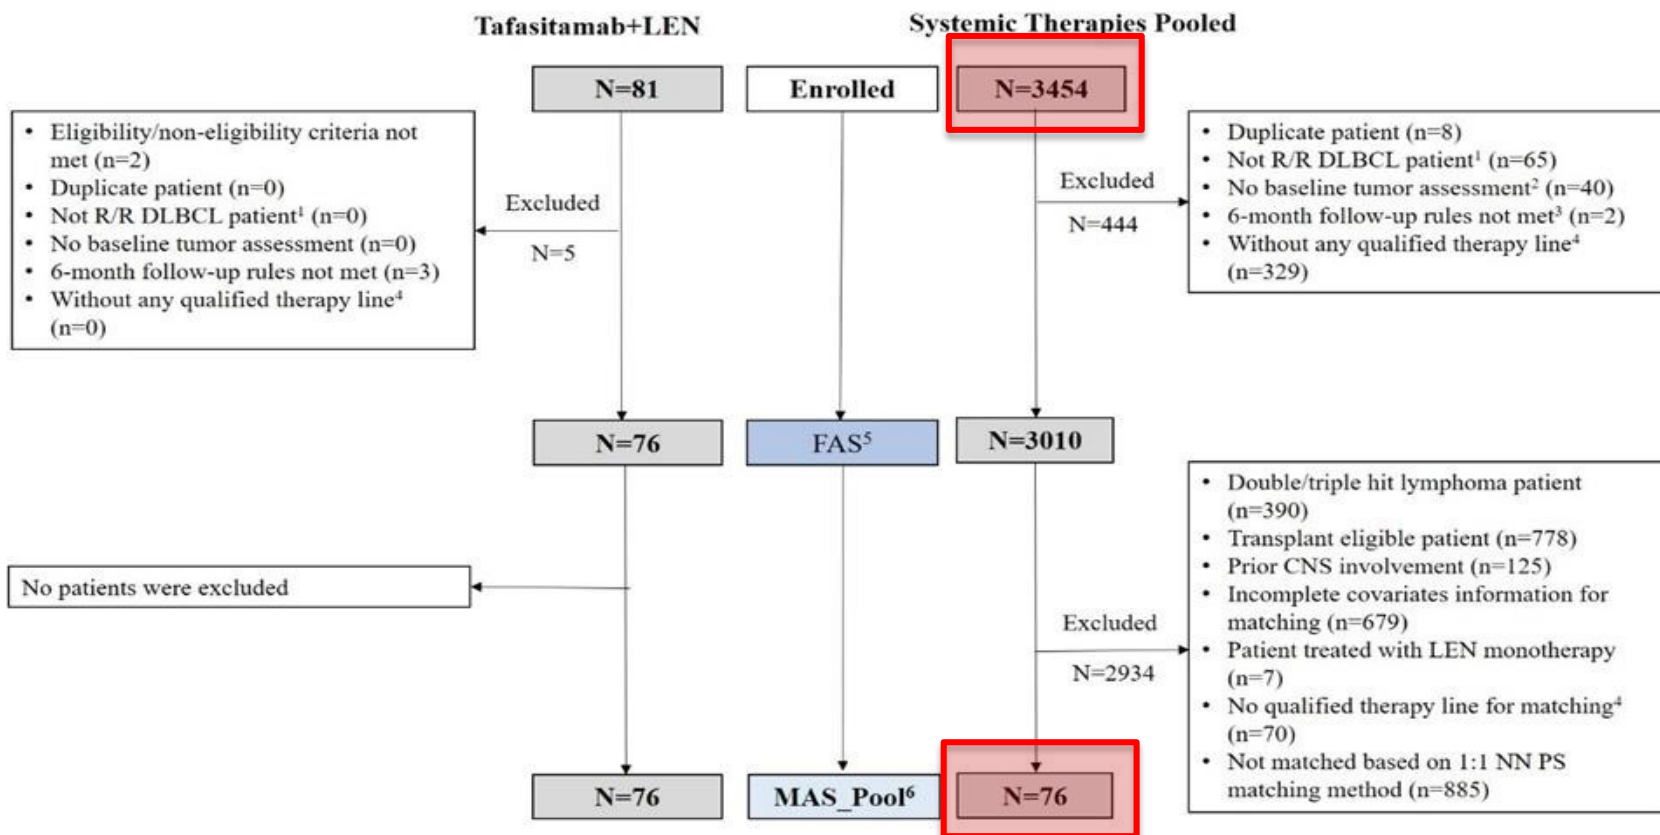 Tafasitamab+LEN
Systemic Therapies Pooled
N=81
Enrolled
N=3454
• Eligibility/non-eligibility criteria not
met (n=2)
• Duplicate patient (n=0)
• Not R/R DLBCL patient¹ (n=0)
• No baseline tumor assessment (n=0)
• 6-month follow-up rules not met (n=3)
• Without any qualified therapy line⁴
(n=0)
Excluded
N=5
Excluded
N=444
• Duplicate patient (n=8)
• Not R/R DLBCL patient¹ (n=65)
• No baseline tumor assessment² (n=40)
• 6-month follow-up rules not met³ (n=2)
• Without any qualified therapy line⁴
(n=329)
N=76
FAS⁵
N=3010
No patients were excluded
Excluded
N=2934
• Double/triple hit lymphoma patient
(n=390)
• Transplant eligible patient (n=778)
• Prior CNS involvement (n=125)
• Incomplete covariates information for
matching (n=679)
• Patient treated with LEN monotherapy
(n=7)
• No qualified therapy line for matching⁴
(n=70)
• Not matched based on 1:1 NN PS
matching method (n=885)
N=76
MAS_Pool⁶
N=76